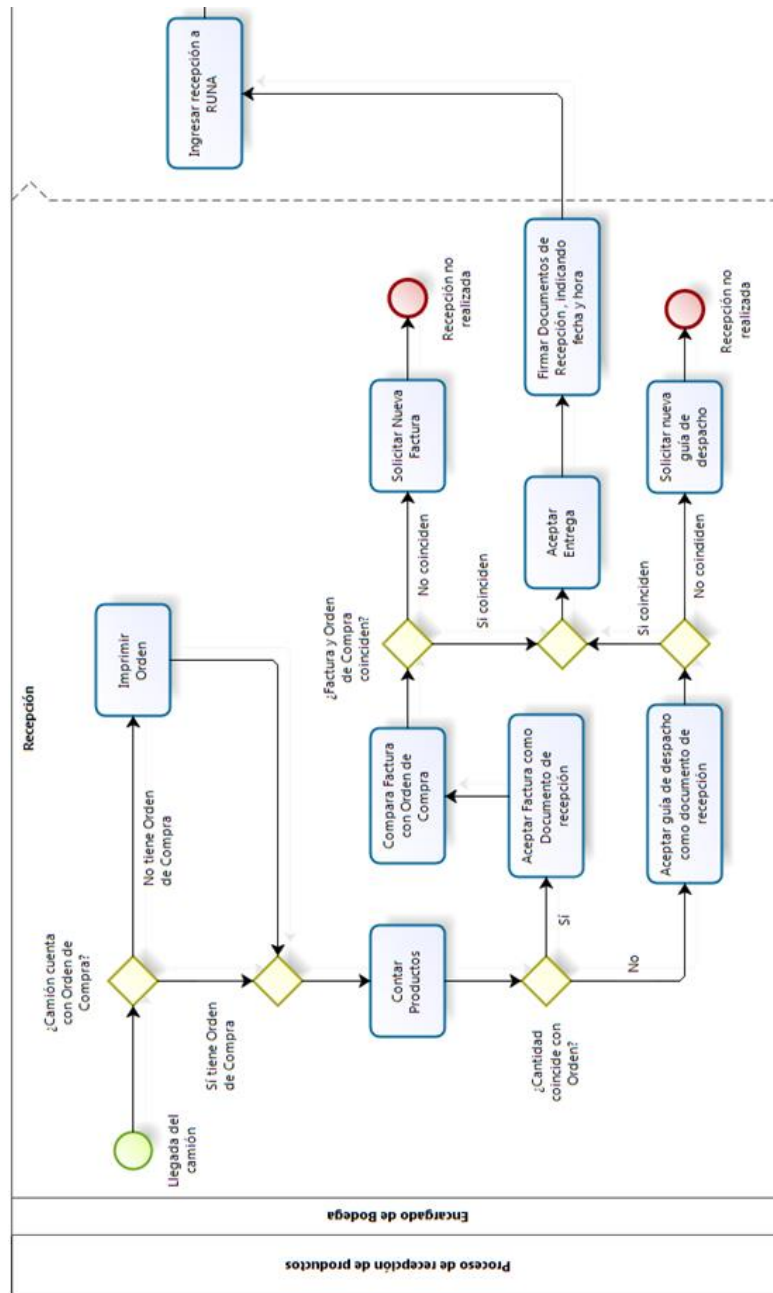 Proceso de recepción de productos
Encargado de Bodega
Recepción
Llegada del
camión
¿Camión cuenta
con Orden de
Compra?
No tiene Orden
de Compra
Imprimir
Orden
Sí tiene Orden
de Compra
Contar
Productos
¿Cantidad
coincide con
Orden?
Sí
No
Aceptar Factura como
Documento de
recepción
Compara Factura
con Orden de
Compra
¿Factura y Orden
de Compra
coinciden?
No coinciden
Solicitar Nueva
Factura
Recepción no
realizada
Si coinciden
Aceptar
Entrega
Firmar Documentos de
Recepción, indicando
fecha y hora
Aceptar guía de despacho
como documento de
recepción
Si coinciden
No coindiden
Solicitar nueva
guía de
despacho
Recepción no
realizada
Ingresar recepción a
RUNA